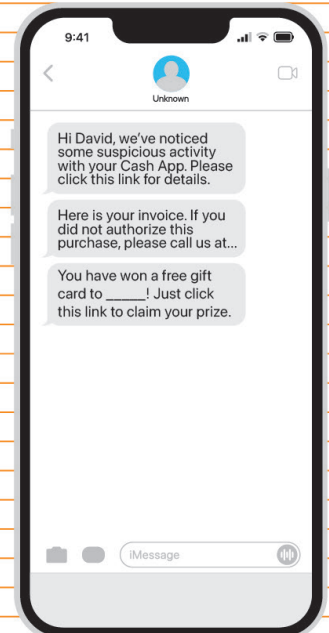 9:41
Unknown
Hi David, we've noticed
some suspicious activity
with your Cash App. Please
click this link for details.
Here is your invoice. If you
did not authorize this
purchase, please call us at...
You have won a free gift
card to _____! Just click
this link to claim your prize.
iMessage